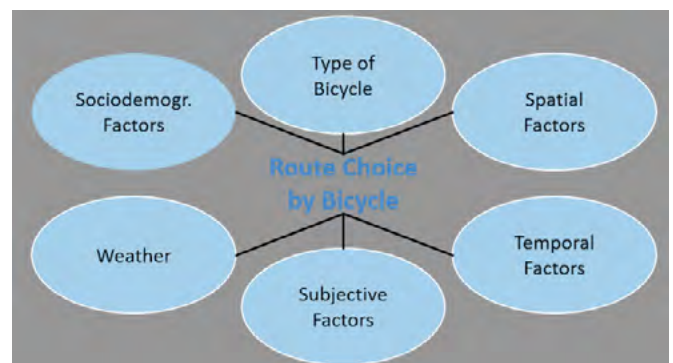 Type of
Bicycle
Sociodemogr.
Factors
Spatial
Factors
Route Choice
by Bicycle
Weather
Temporal
Factors
Subjective
Factors